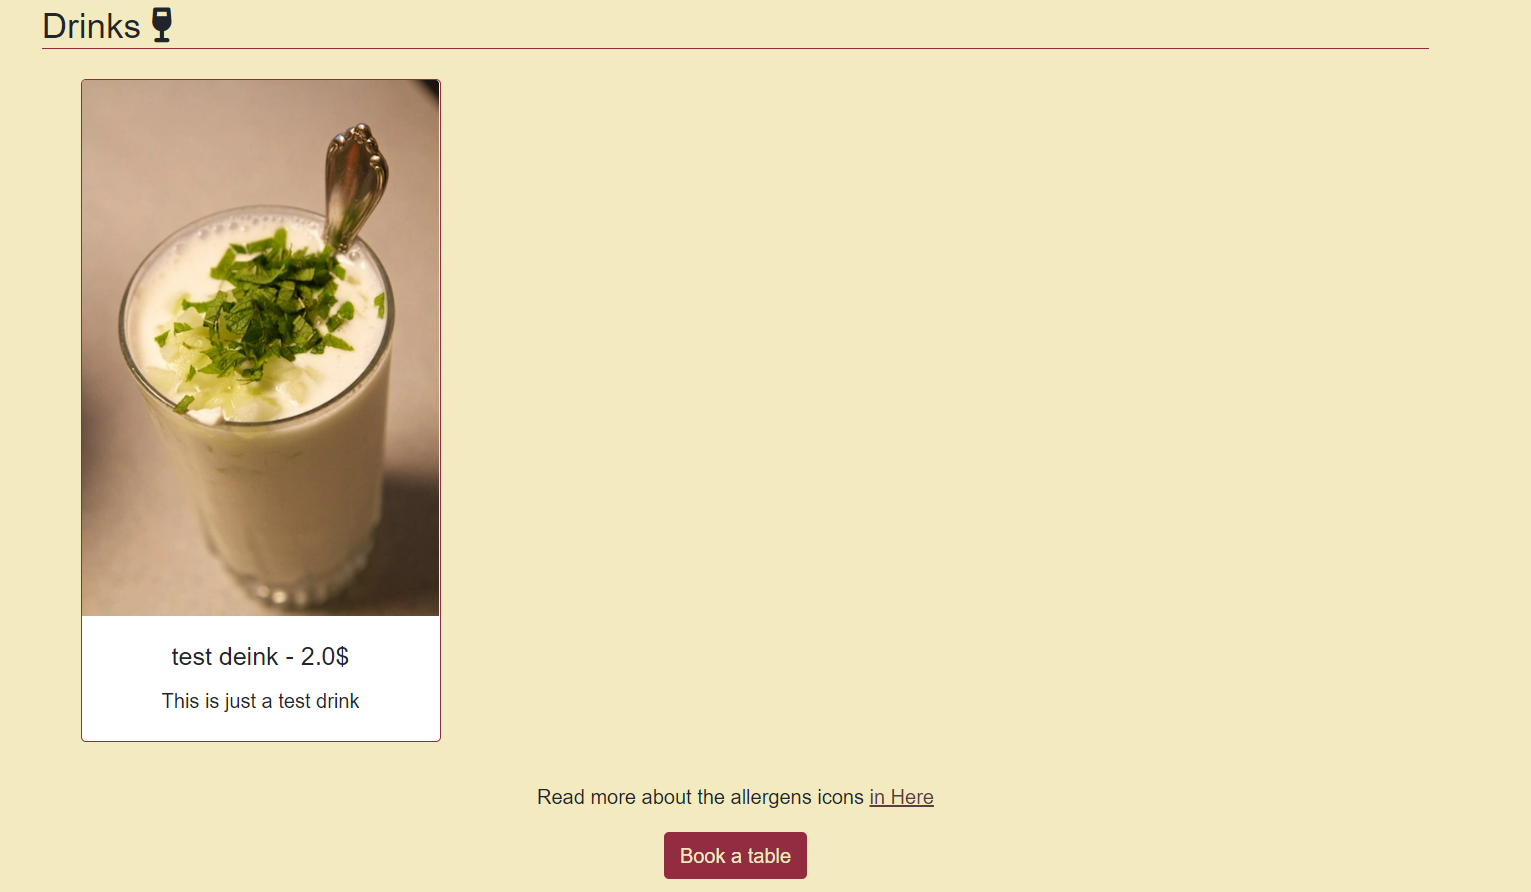 Drinks
test deink - 2.0$
This is just a test drink
Read more about the allergens icons in Here
Book a table